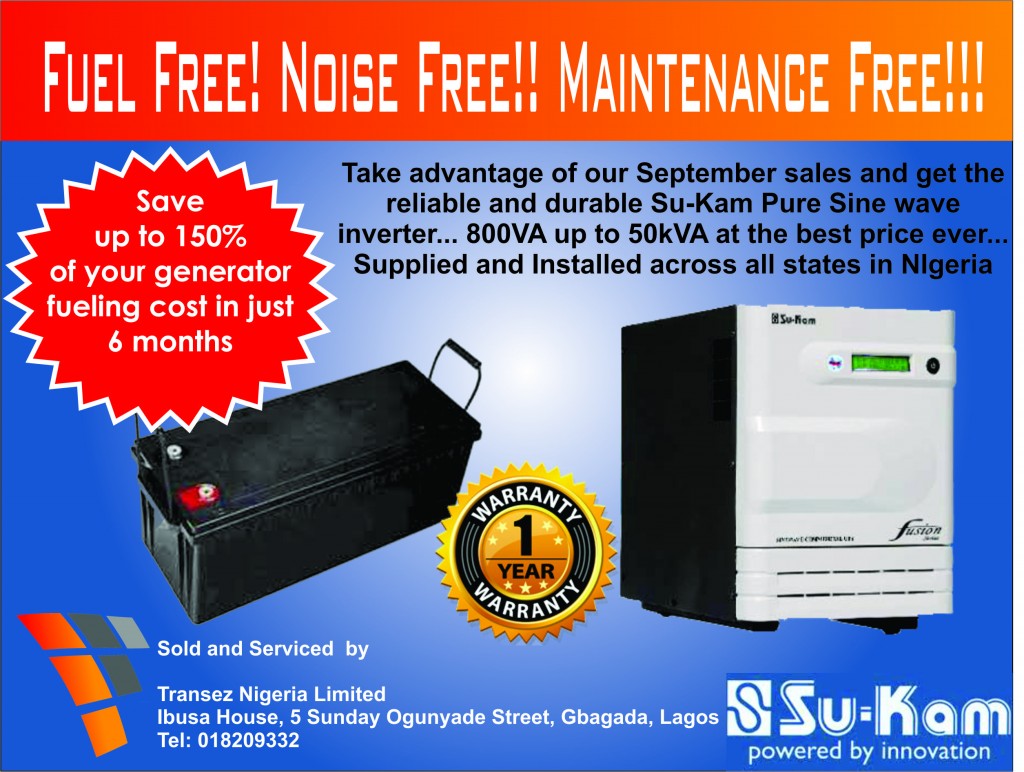 FUEL FREE! NOISE FREE!! MAINTENANCE FREE!!!
Save
up to 150%
of your generator
fueling cost in just
6 months
Take advantage of our September sales and get the
reliable and durable Su-Kam Pure Sine wave
inverter... 800VA up to 50kVA at the best price ever...
Supplied and Installed across all states in NIgeria
Su-Kam
fusion
WARRANTY
1
YEAR
WARRANTY
Sold and Serviced by
Transez Nigeria Limited
Ibusa House, 5 Sunday Ogunyade Street, Gbagada, Lagos
Tel: 018209332
Su-Kam
powered by innovation